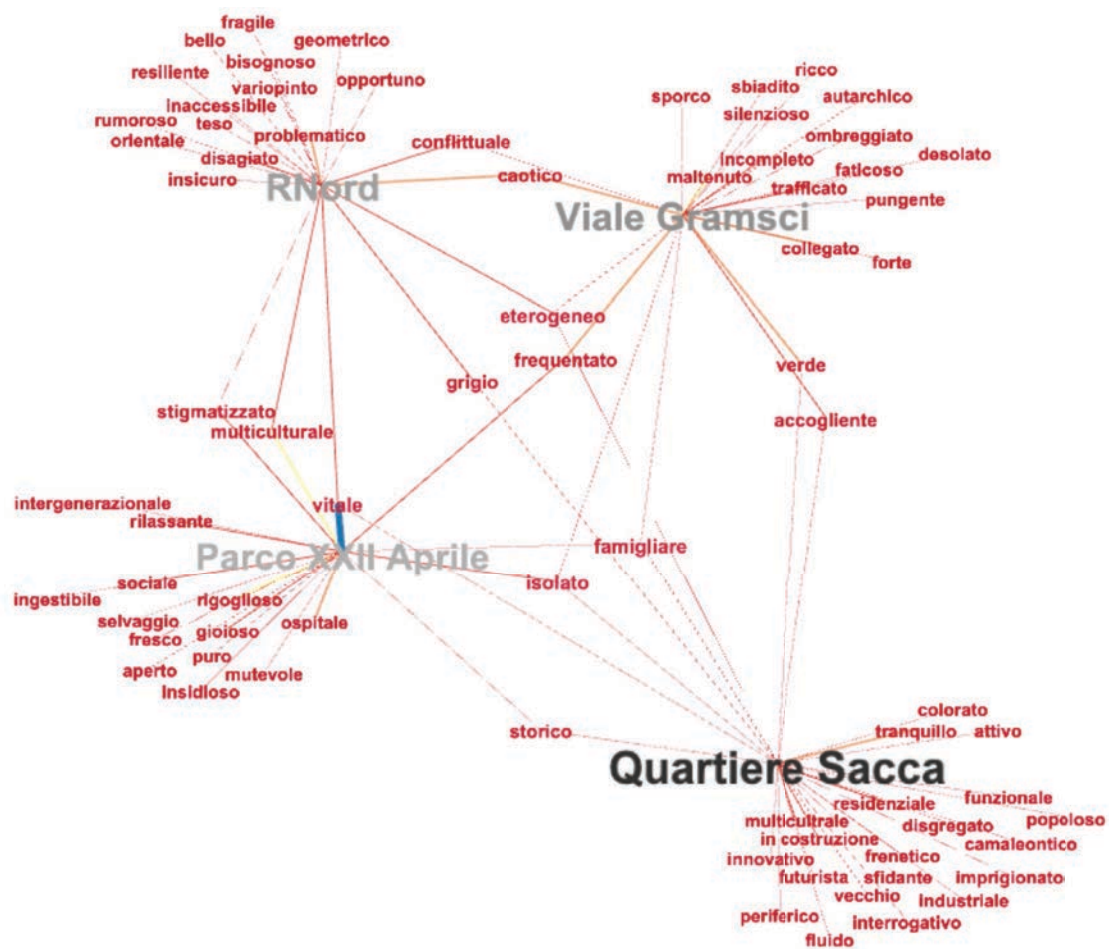 fragile
bello
geometrico
bisognoso
resiliente
opportuno
variopinto
inaccessibile
rumoroso
teso
orientale
problematico
disagiato
insicuro
RNord
conflittuale
caotico
ricco
sbiadito
sporco
autarchico
silenzioso
ombreggiato
incompleto
desolato
maltenuto
faticoso
trafficato
pungente
Viale Gramsci
collegato
forte
eterogeneo
frequentato
verde
grigio
stigmatizzato
accogliente
multiculturale
intergenerazionale
vitale
rilassante
Parco XXII Aprile
famigliare
isolato
sociale
ingestibile
rigoglioso
selvaggio
ospitale
fresco
gioioso
puro
aperto
mutevole
insidioso
storico
colorato
tranquillo
attivo
Quartiere Sacca
funzionale
residenziale
popoloso
multicultrale
disgregato
in costruzione
camaleontico
innovativo
frenetico
futurista
sfidante
imprigionato
vecchio
industriale
periferico
interrogativo
fluido